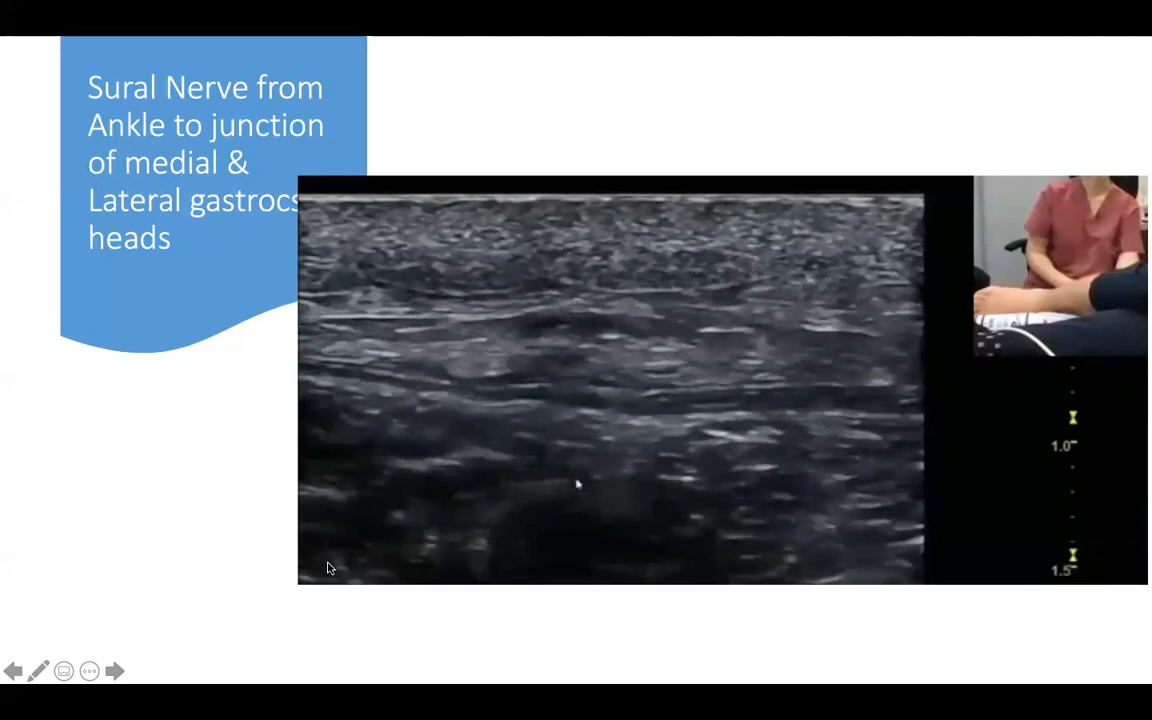 Sural Nerve from
Ankle to junction
of medial &
Lateral gastrocs
heads
1.0
1.5